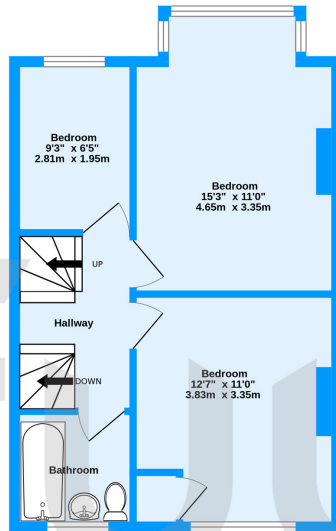 Bedroom
9'3" x 6'5"
2.81m x 1.95m
Bedroom
15'3" x 11'0"
4.65m x 3.35m
UP
Hallway
DOWN
Bedroom
12'7" x 11'0"
3.83m x 3.35m
Bathroom